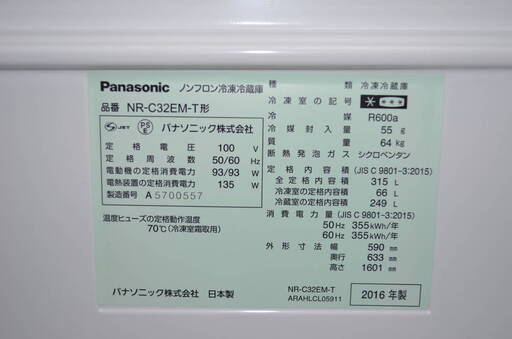 Panasonic ノンフロン冷凍冷蔵庫
品番 NR-C32EM-T形
S JET PS E パナソニック株式会社
定格電圧 100 V
定格周波数 50/60 Hz
電動機の定格消費電力 93/93 W
電熱装置の定格消費電力 135 W
製造番号 A 5700557
温度ヒューズの定格動作温度
70℃(冷凍室霜取用)
パナソニック株式会社 日本製
種類 冷凍冷蔵庫
冷凍室の記号
冷媒 R600a
冷媒封入量 55 g
質量 64 kg
断熱発泡ガス シクロペンタン
定格内容積 (JIS C 9801-3:2015)
全定格内容積 315 L
冷凍室の定格内容積 66 L
冷蔵室の定格内容積 249 L
消費電力量 (JIS C 9801-3:2015)
50 Hz 355 kWh/年
60 Hz 355 kWh/年
外形寸法 幅 590 mm
奥行 633 mm
高さ 1601 mm
NR-C32EM-T
ARAHLCL05911
2016 年製